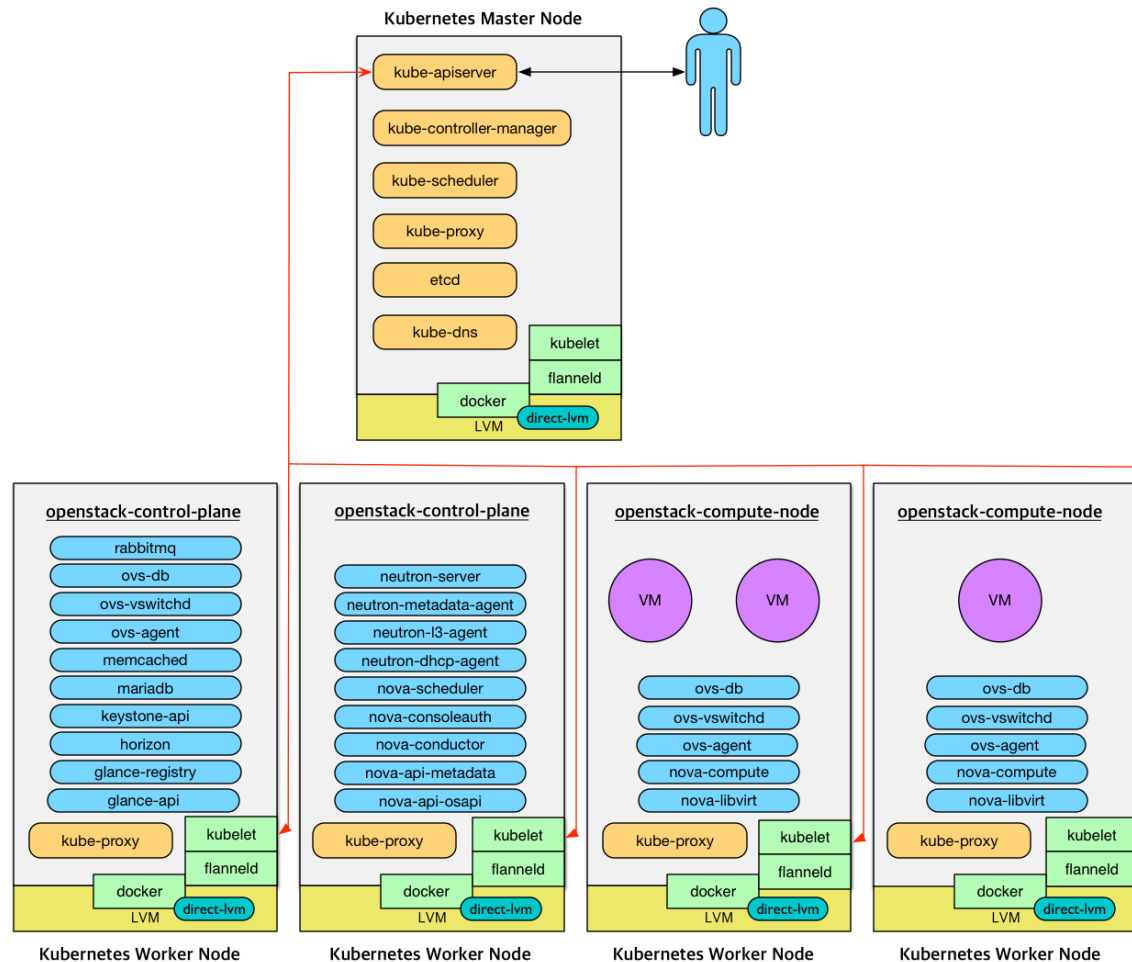 Kubernetes Master Node
kube-apiserver
kube-controller-manager
kube-scheduler
kube-proxy
etcd
kube-dns
kubelet
flanneld
docker
direct-lvm
LVM
openstack-control-plane
rabbitmq
ovs-db
ovs-vswitchd
ovs-agent
memcached
mariadb
keystone-api
horizon
glance-registry
glance-api
kube-proxy
kubelet
flanneld
docker
direct-lvm
LVM
Kubernetes Worker Node
openstack-control-plane
neutron-server
neutron-metadata-agent
neutron-l3-agent
neutron-dhcp-agent
nova-scheduler
nova-consoleauth
nova-conductor
nova-api-metadata
nova-api-osapi
kube-proxy
kubelet
flanneld
docker
direct-lvm
LVM
Kubernetes Worker Node
openstack-compute-node
VM
VM
ovs-db
ovs-vswitchd
ovs-agent
nova-compute
nova-libvirt
kube-proxy
kubelet
flanneld
docker
direct-lvm
LVM
Kubernetes Worker Node
openstack-compute-node
VM
ovs-db
ovs-vswitchd
ovs-agent
nova-compute
nova-libvirt
kube-proxy
kubelet
flanneld
docker
direct-lvm
LVM
Kubernetes Worker Node